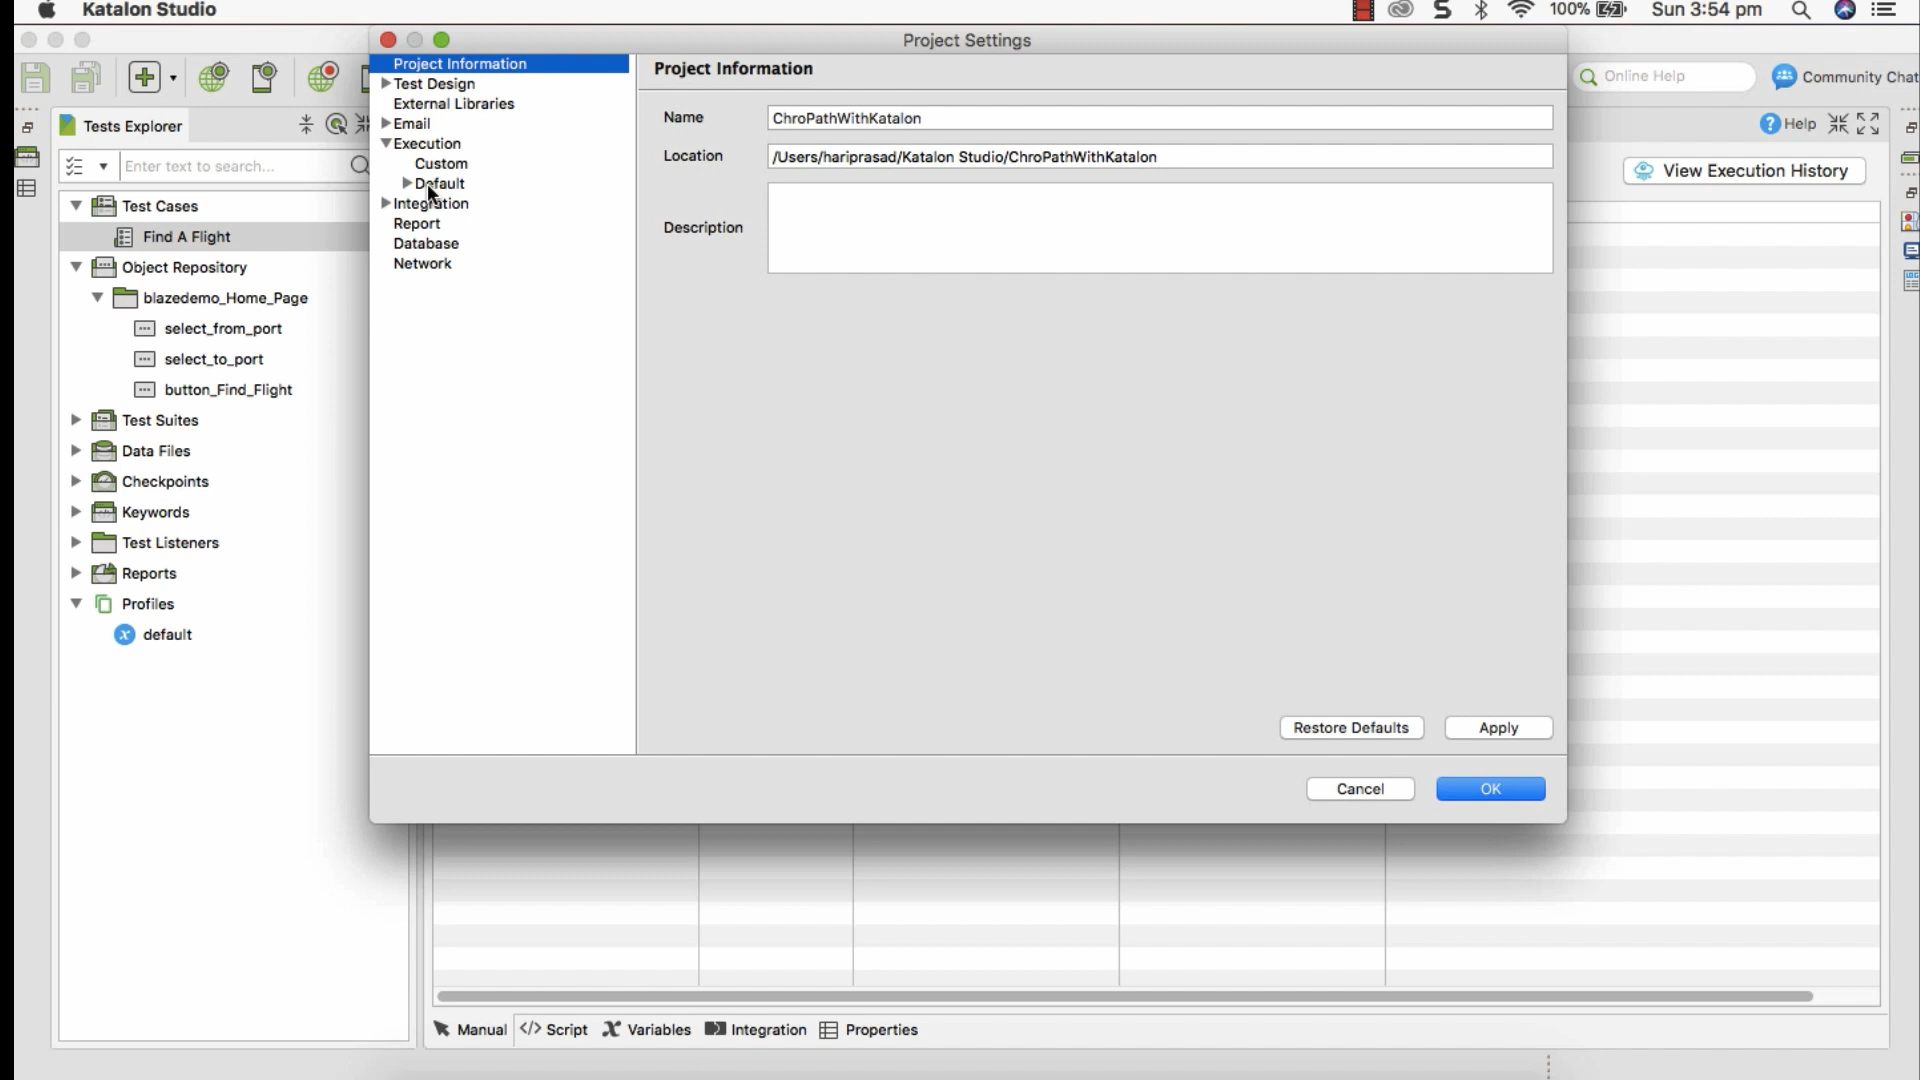 Katalon Studio
100%
Sun 3:54 pm
Project Settings
Online Help
Community Chat
Tests Explorer
Enter text to search...
Test Cases
Find A Flight
Object Repository
blazedemo_Home_Page
select_from_port
select_to_port
button_Find_Flight
Test Suites
Data Files
Checkpoints
Keywords
Test Listeners
Reports
Profiles
default
Project Information
Test Design
External Libraries
Email
Execution
Custom
Default
Integration
Report
Database
Network
Project Information
Name
ChroPathWithKatalon
Location
/Users/hariprasad/Katalon Studio/ChroPathWithKatalon
Description
Restore Defaults
Apply
Cancel
OK
Help
View Execution History
Manual
</> Script
Variables
Integration
Properties